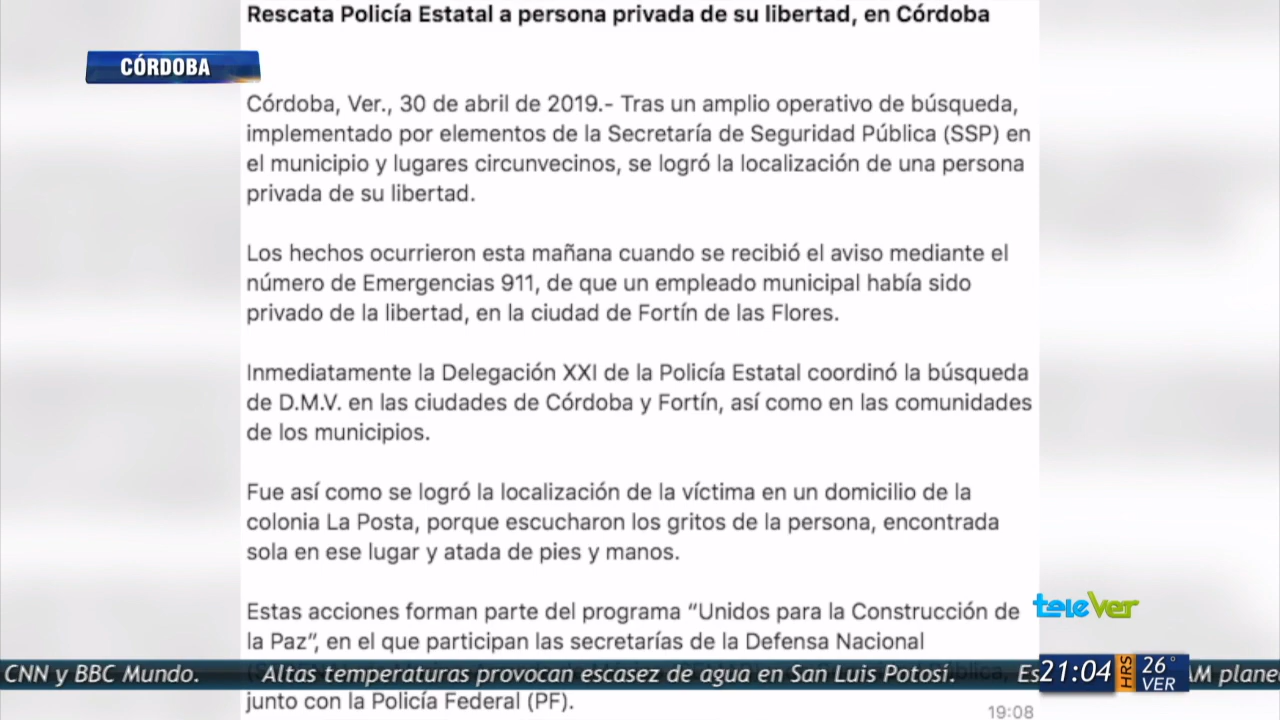 Rescata Policía Estatal a persona privada de su libertad, en Córdoba
CÓRDOBA
Córdoba, Ver., 30 de abril de 2019.- Tras un amplio operativo de búsqueda,
implementado por elementos de la Secretaría de Seguridad Pública (SSP) en
el municipio y lugares circunvecinos, se logró la localización de una persona
privada de su libertad.
Los hechos ocurrieron esta mañana cuando se recibió el aviso mediante el
número de Emergencias 911, de que un empleado municipal había sido
privado de la libertad, en la ciudad de Fortín de las Flores.
Inmediatamente la Delegación XXI de la Policía Estatal coordinó la búsqueda
de D.M.V. en las ciudades de Córdoba y Fortín, así como en las comunidades
de los municipios.
Fue así como se logró la localización de la víctima en un domicilio de la
colonia La Posta, porque escucharon los gritos de la persona, encontrada
sola en ese lugar y atada de pies y manos.
Estas acciones forman parte del programa “Unidos para la Construcción de
la Paz”, en el que participan las secretarías de la Defensa Nacional
junto con la Policía Federal (PF).
19:08
teleVer
CNN y BBC Mundo. Altas temperaturas provocan escasez de agua en San Luis Potosí. Es
21:04 HRS 26° VER
AM plane